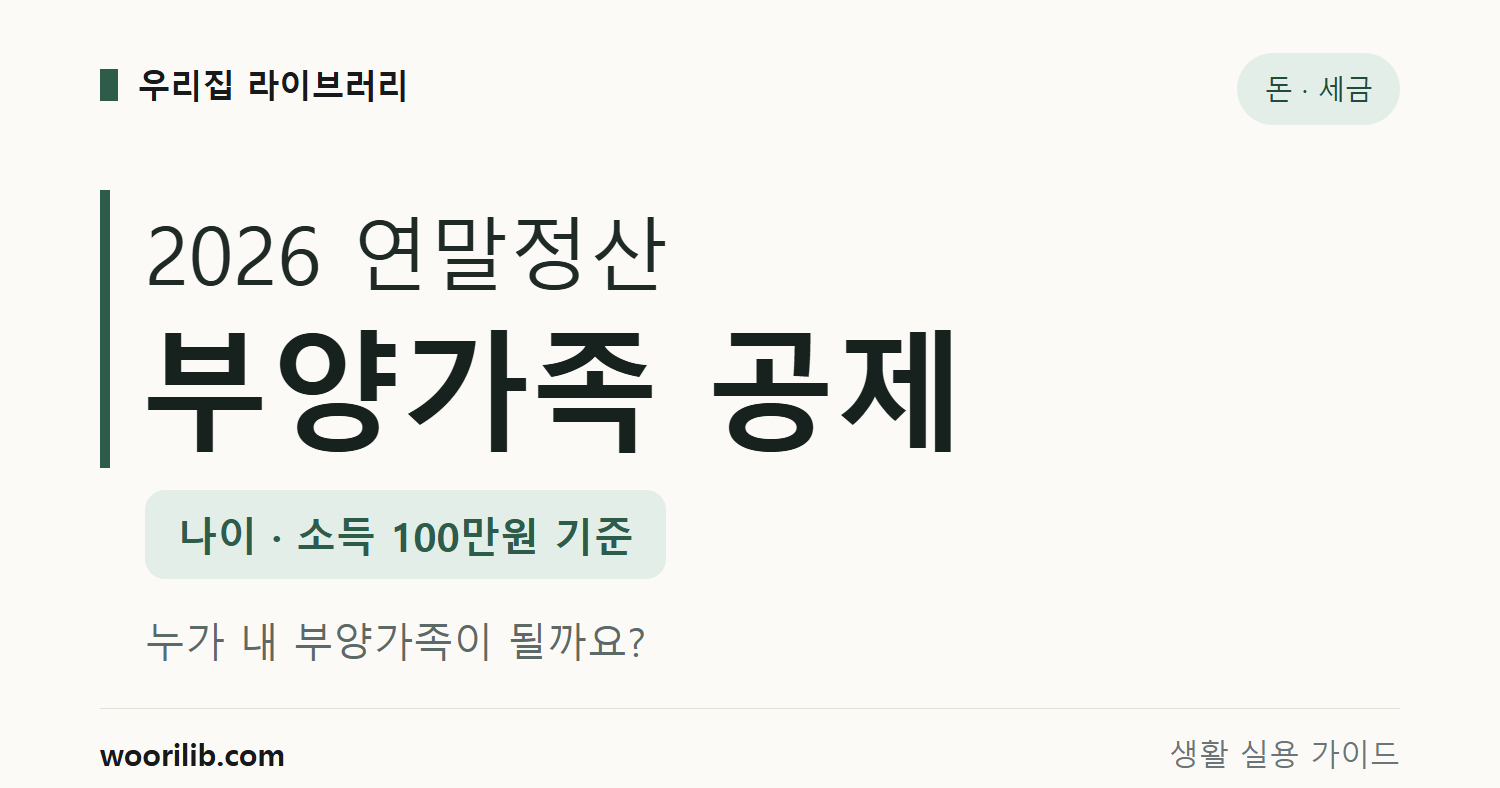 우리집 라이브러리
돈 · 세금
2026 연말정산
부양가족 공제
나이 · 소득 100만원 기준
누가 내 부양가족이 될까요?
woorilib.com
생활 실용 가이드